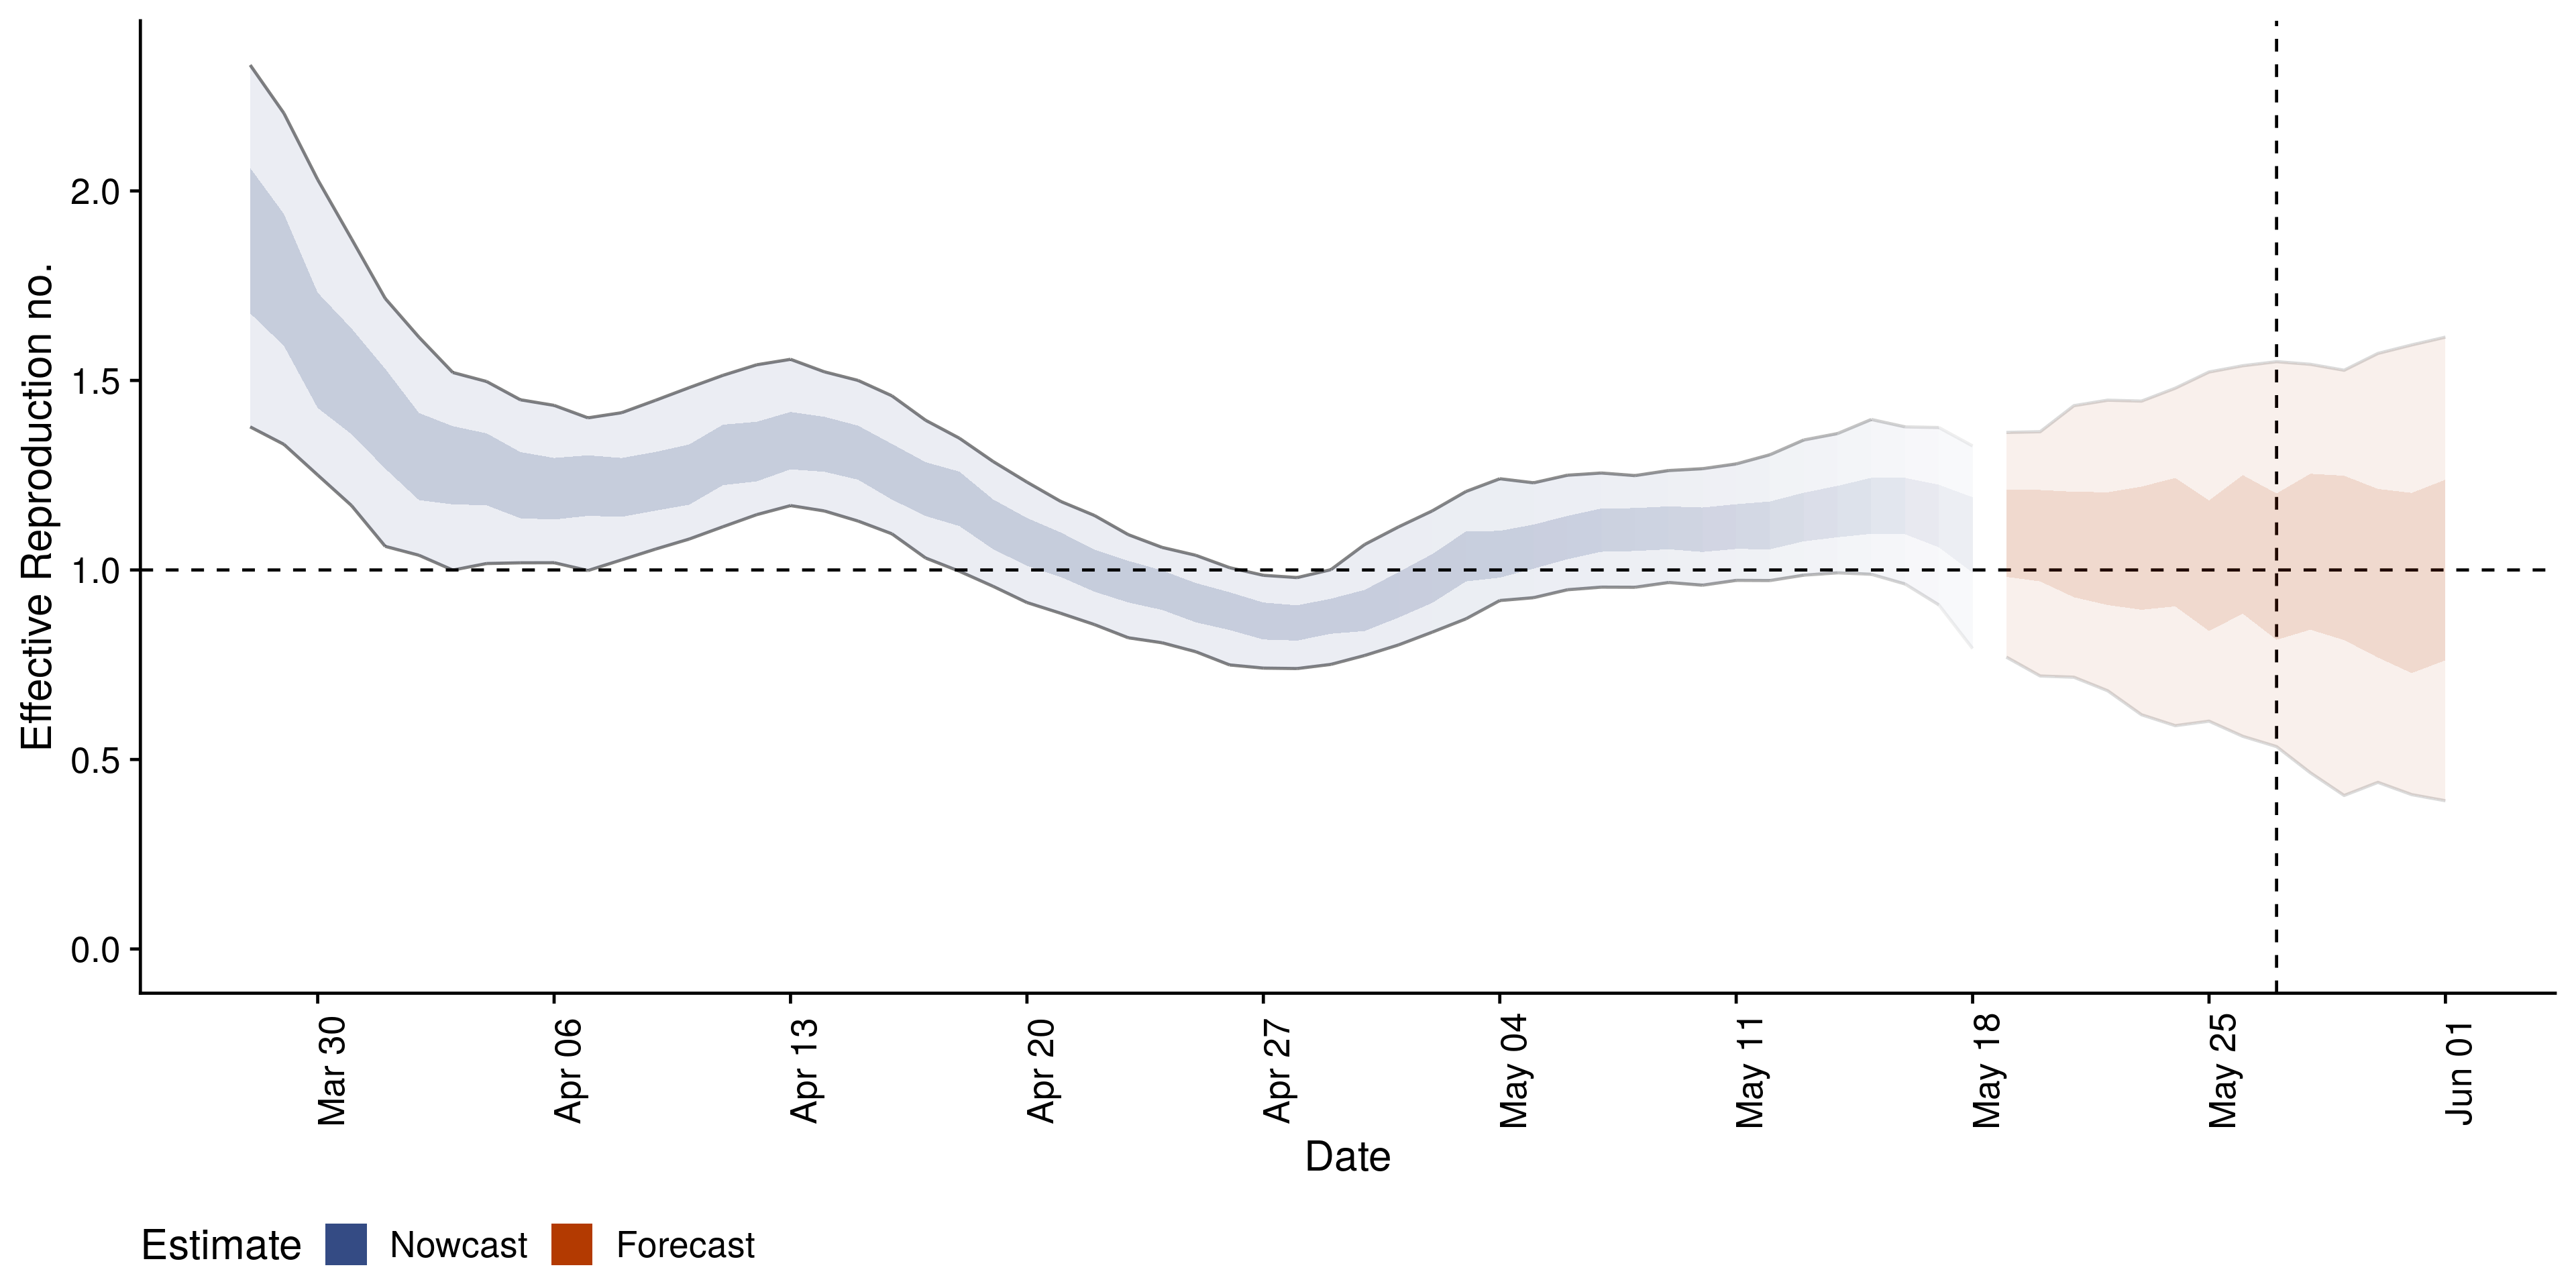 Effective Reproduction no.
2.0
1.5
1.0
0.5
0.0
Mar 30
Apr 06
Apr 13
Apr 20
Apr 27
May 04
May 11
May 18
May 25
Jun 01
Date
Estimate Nowcast Forecast